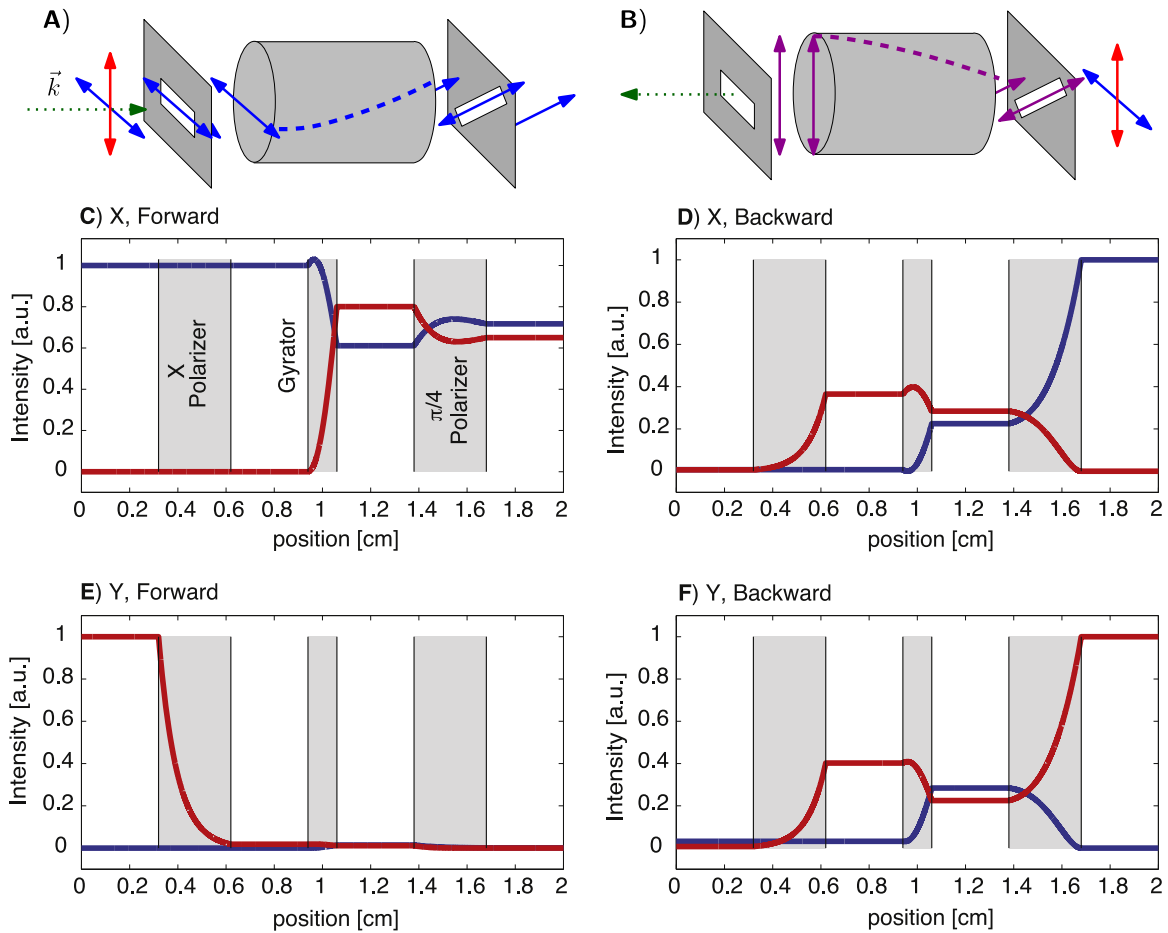 A)
B)
k⃗
C) X, Forward
D) X, Backward
Intensity [a.u.]
1
0.8
0.6
0.4
0.2
0
X
Polarizer
Gyrator
π/4
Polarizer
0 0.2 0.4 0.6 0.8 1 1.2 1.4 1.6 1.8 2
position [cm]
Intensity [a.u.]
1
0.8
0.6
0.4
0.2
0
0 0.2 0.4 0.6 0.8 1 1.2 1.4 1.6 1.8 2
position [cm]
E) Y, Forward
F) Y, Backward
Intensity [a.u.]
1
0.8
0.6
0.4
0.2
0
0 0.2 0.4 0.6 0.8 1 1.2 1.4 1.6 1.8 2
position [cm]
Intensity [a.u.]
1
0.8
0.6
0.4
0.2
0
0 0.2 0.4 0.6 0.8 1 1.2 1.4 1.6 1.8 2
position [cm]